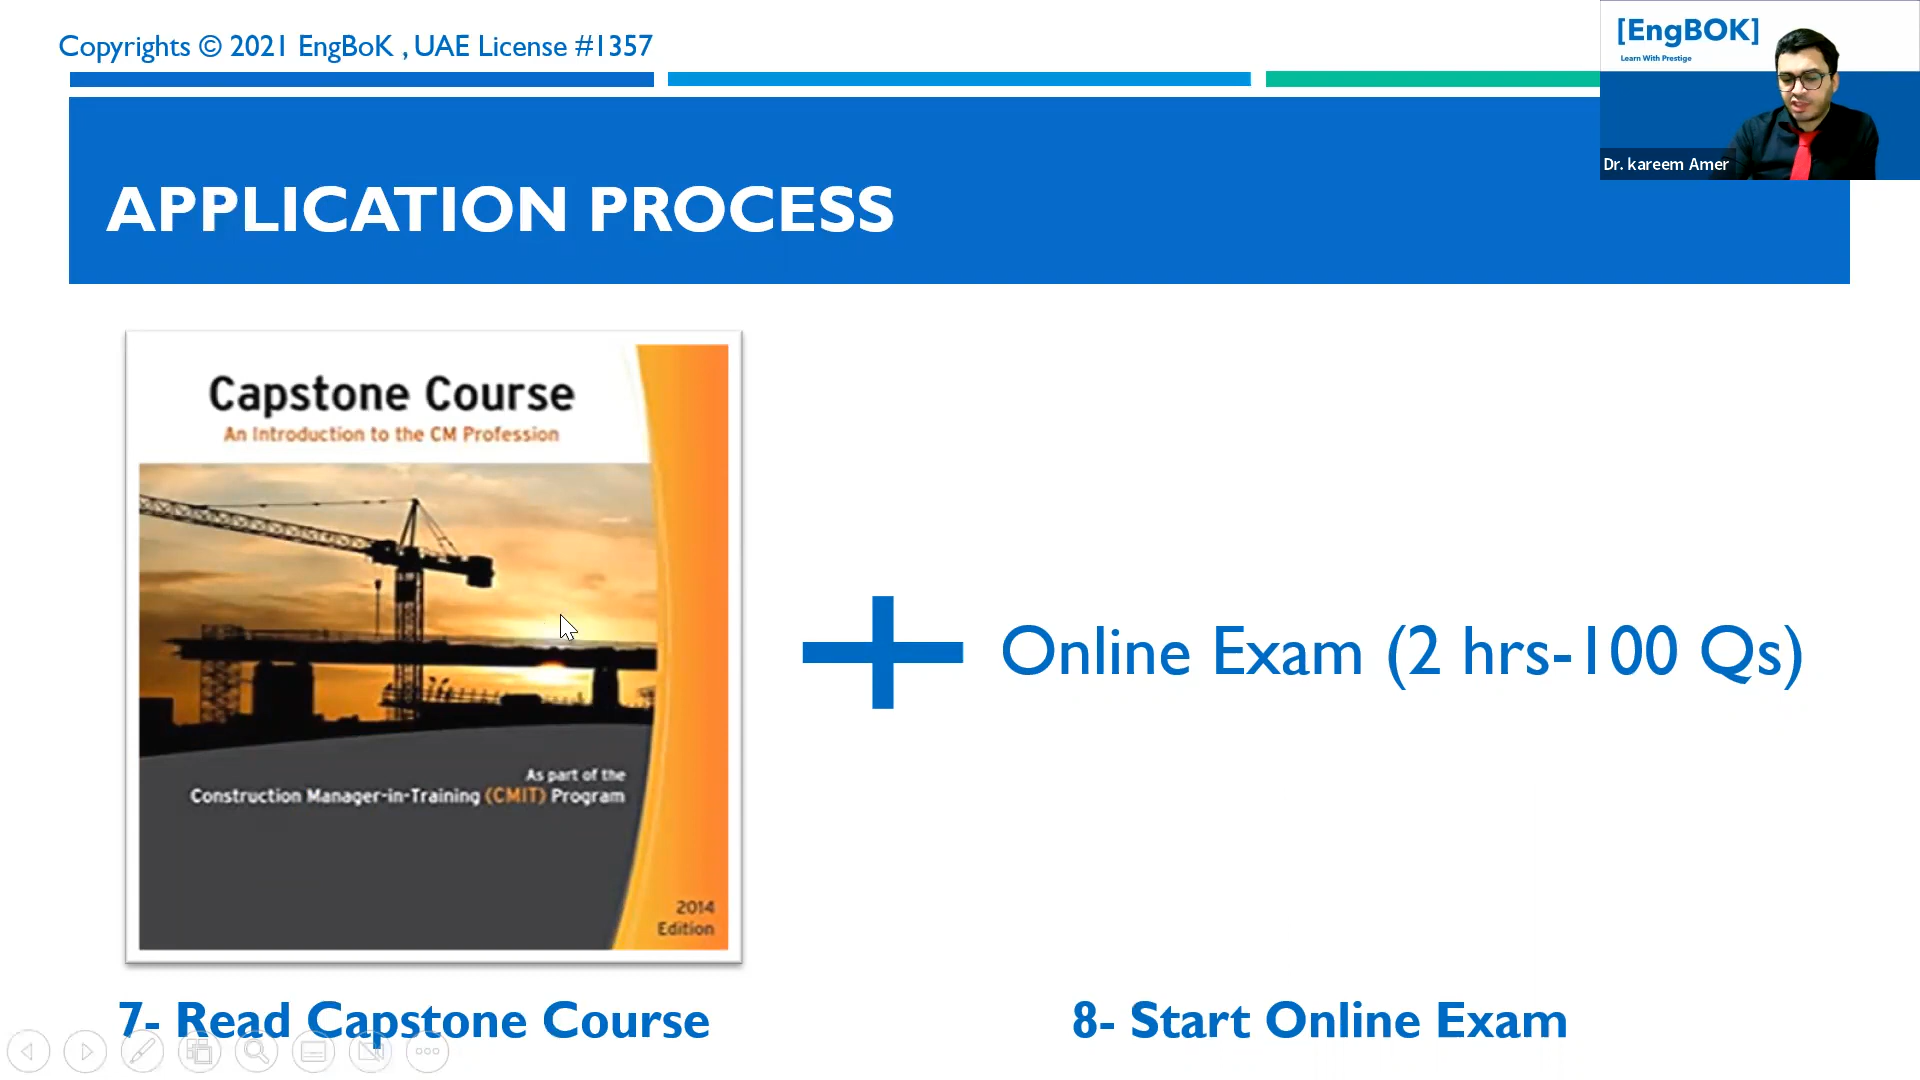 Copyrights © 2021 EngBoK , UAE License #1357
[EngBOK]
Learn With Prestige
Dr. kareem Amer
APPLICATION PROCESS
Capstone Course
An Introduction to the CM Profession
As part of the
Construction Manager-in-Training (CMIT) Program
2014
Edition
Online Exam (2 hrs-100 Qs)
7- Read Capstone Course
8- Start Online Exam